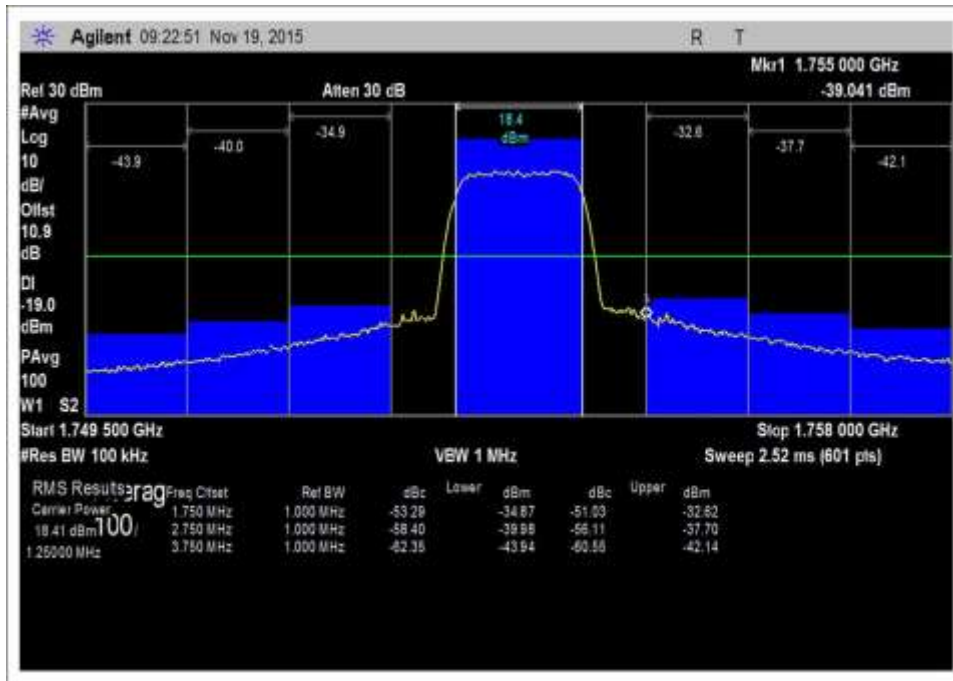 Agilent 09:22:51 Nov 19, 2015 R T
Mkr1 1.755 000 GHz
Ref 30 dBm Atten 30 dB -39.041 dBm
#Avg
Log
10
dB/
Offst
10.9
dB
DI
-19.0
dBm
PAvg
100
W1 S2
-43.9 -40.0 -34.9 18.4 dBm -32.6 -37.7 -42.1
Start 1.749 500 GHz Stop 1.758 000 GHz
#Res BW 100 kHz VBW 1 MHz Sweep 2.52 ms (601 pts)
RMS Results Freq Offset Ref BW dBc Lower dBm dBc Upper dBm
Carrier Power 1.750 MHz 1.000 MHz -53.29 -34.87 -51.03 -32.62
18.41 dBm 100/ 2.750 MHz 1.000 MHz -58.40 -39.98 -56.11 -37.70
1.25000 MHz 3.750 MHz 1.000 MHz -62.35 -43.94 -60.55 -42.14